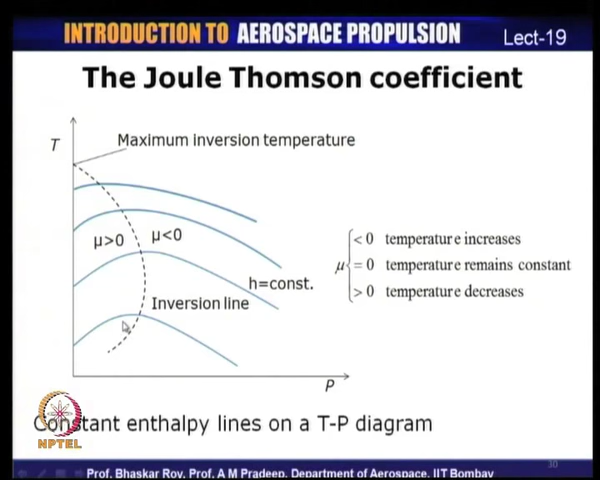 INTRODUCTION TO AEROSPACE PROPULSION
Lect-19
The Joule Thomson coefficient
T
Maximum inversion temperature
μ>0
μ<0
h=const.
Inversion line
P
μ
< 0 temperature increases
= 0 temperature remains constant
> 0 temperature decreases
Constant enthalpy lines on a T-P diagram
NPTEL
30
Prof. Bhaskar Roy, Prof. A M Pradeep, Department of Aerospace, IIT Bombay